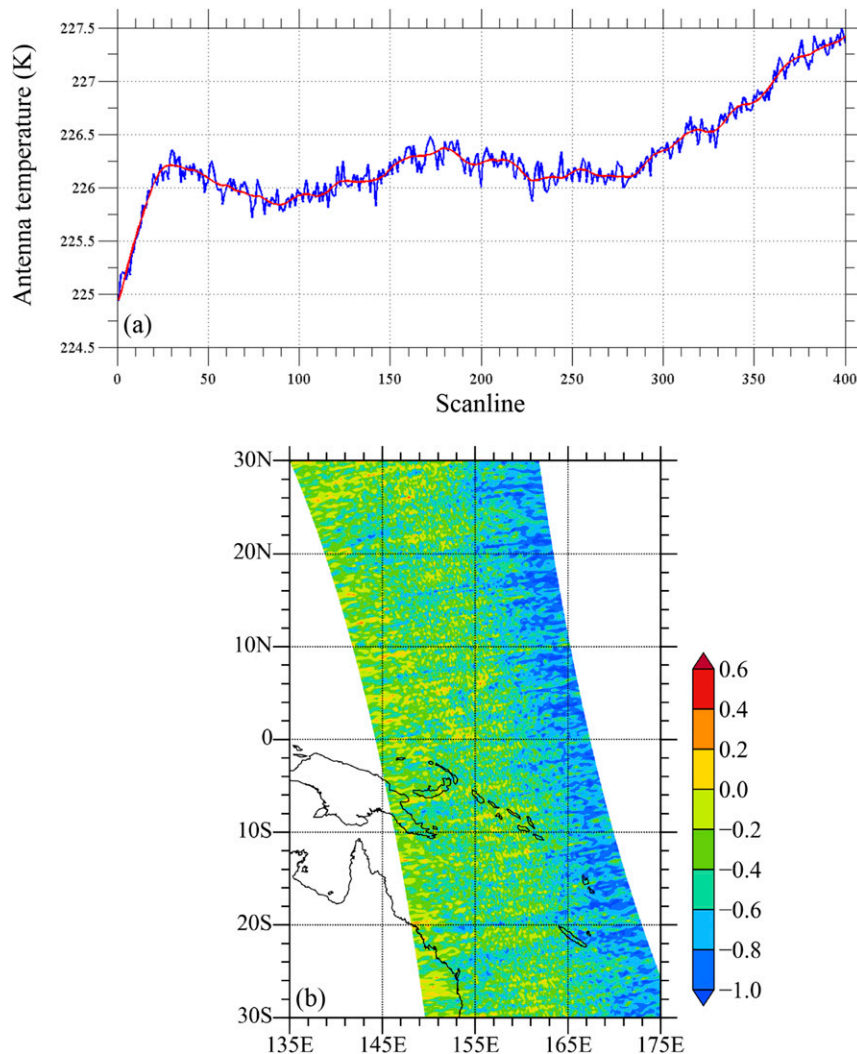 227.5
227
226.5
226
225.5
225
224.5
Antenna temperature (K)
(a)
0 50 100 150 200 250 300 350 400
Scanline
30N
20N
10N
0
10S
20S
30S
(b)
135E 145E 155E 165E 175E
0.6
0.4
0.2
0.0
−0.2
−0.4
−0.6
−0.8
−1.0